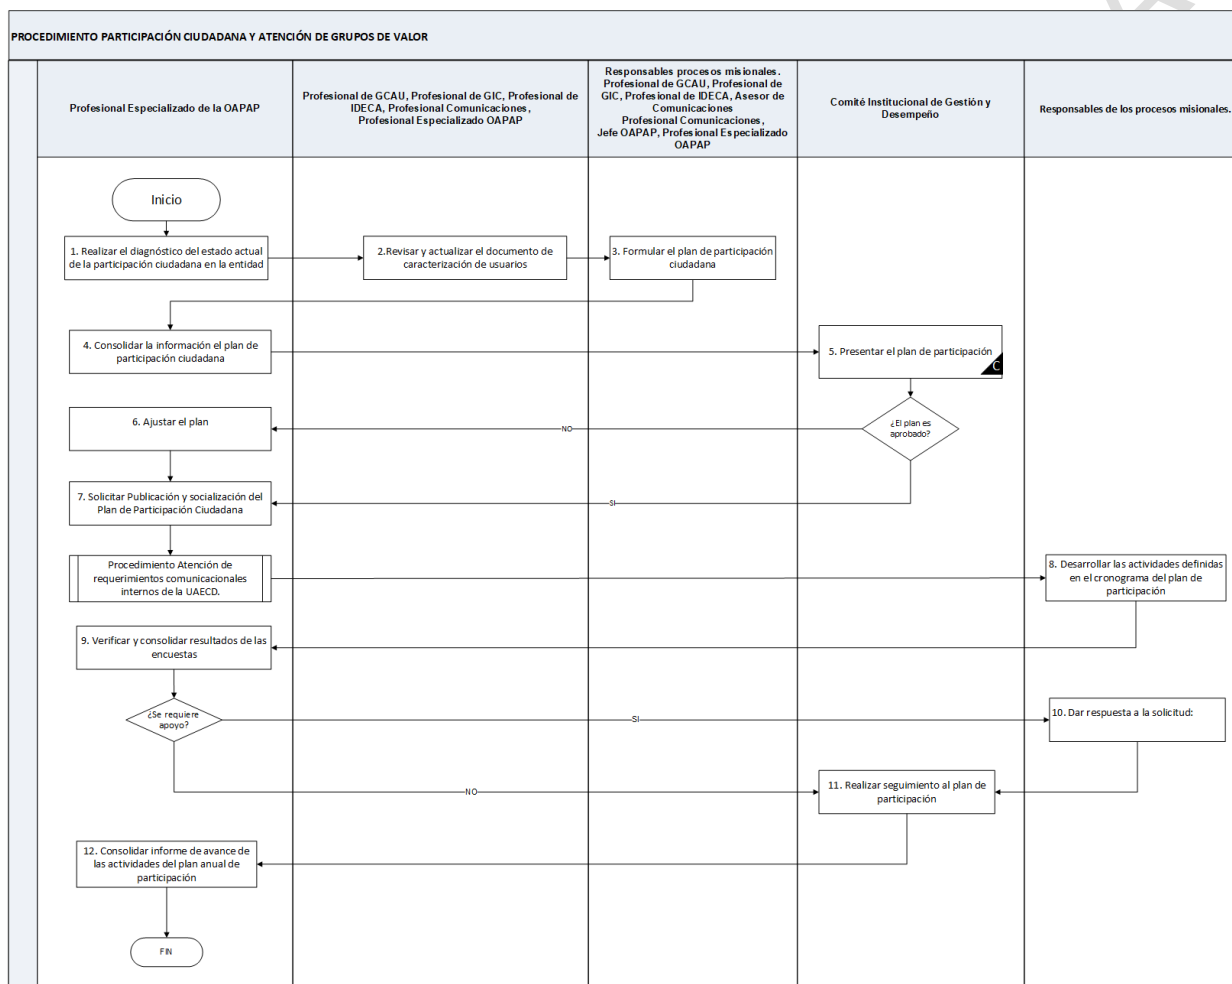 PROCEDIMIENTO PARTICIPACIÓN CIUDADANA Y ATENCIÓN DE GRUPOS DE VALOR
Profesional Especializado de la OAPAP
Profesional de GCAU, Profesional de GIC, Profesional de
IDECA, Profesional Comunicaciones,
Profesional Especializado OAPAP
Responsables procesos misionales.
Profesional de GCAU, Profesional de
GIC, Profesional de IDECA, Asesor de
Comunicaciones
Profesional Comunicaciones,
Jefe OAPAP, Profesional Especializado
OAPAP
Comité Institucional de Gestión y
Desempeño
Responsables de los procesos misionales.
Inicio
1. Realizar el diagnóstico del estado actual
de la participación ciudadana en la entidad
2.Revisar y actualizar el documento de
caracterización de usuarios
3. Formular el plan de participación
ciudadana
4. Consolidar la información el plan de
participación ciudadana
5. Presentar el plan de participación
C
6. Ajustar el plan
NO
¿El plan es
aprobado?
7. Solicitar Publicación y socialización del
Plan de Participación Ciudadana
SI
Procedimiento Atención de
requerimientos comunicacionales
internos de la UAECD.
8. Desarrollar las actividades definidas
en el cronograma del plan de
participación
9. Verificar y consolidar resultados de las
encuestas
¿Se requiere
apoyo?
SI
10. Dar respuesta a la solicitud:
NO
11. Realizar seguimiento al plan de
participación
12. Consolidar informe de avance de
las actividades del plan anual de
participación
FIN